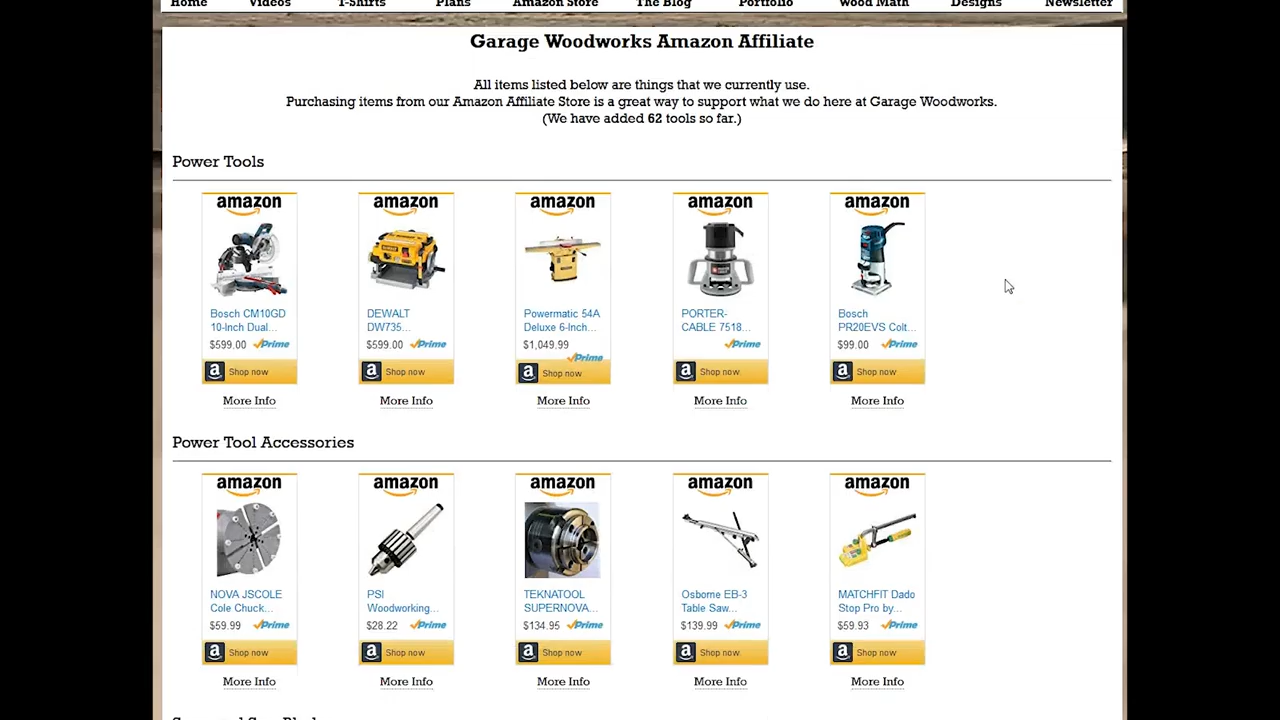 Home Videos T-Shirts Plans Amazon Store The Blog Portfolio Wood Math Designs Newsletter
Garage Woodworks Amazon Affiliate
All items listed below are things that we currently use.
Purchasing items from our Amazon Affiliate Store is a great way to support what we do here at Garage Woodworks.
(We have added 62 tools so far.)
Power Tools
amazon amazon amazon amazon amazon
Bosch CM10GD DEWALT Powermatic 54A PORTER- Bosch
10-Inch Dual... DW735... Deluxe 6-Inch... CABLE 7518... PR20EVS Colt...
$599.00 Prime $599.00 Prime $1,049.99 Prime Prime $99.00 Prime
Shop now Shop now Shop now Shop now Shop now
More Info More Info More Info More Info More Info
Power Tool Accessories
amazon amazon amazon amazon amazon
NOVA JSCOLE PSI TEKNATOOL Osborne EB-3 MATCHFIT Dado
Cole Chuck... Woodworking... SUPERNOVA... Table Saw... Stop Pro by...
$59.99 Prime $28.22 Prime $134.95 Prime $139.99 Prime $59.93 Prime
Shop now Shop now Shop now Shop now Shop now
More Info More Info More Info More Info More Info